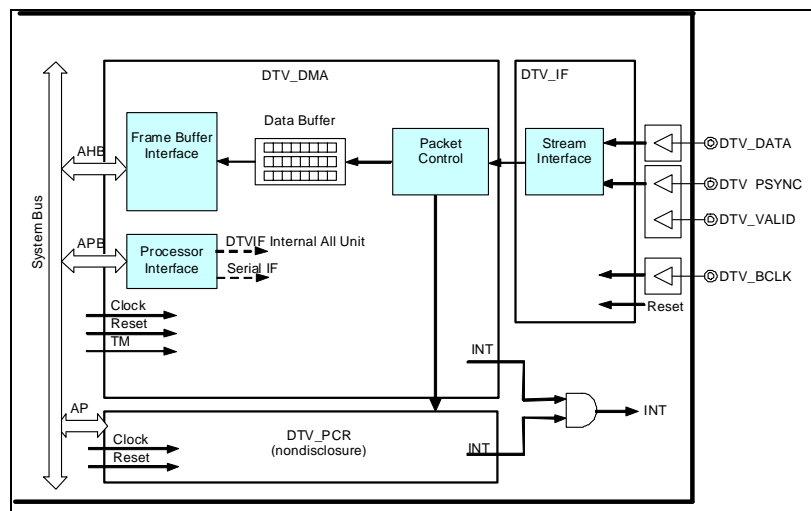 DTV_DMA
DTV_IF
Data Buffer
Frame Buffer
Interface
Packet
Control
Stream
Interface
DTV_DATA
DTV PSYNC
DTV_VALID
DTV_BCLK
Reset
AHB
APB
System Bus
Processor
Interface
DTVIF Internal All Unit
Serial IF
Clock
Reset
TM
INT
INT
AP
DTV_PCR
(nondisclosure)
Clock
Reset
INT